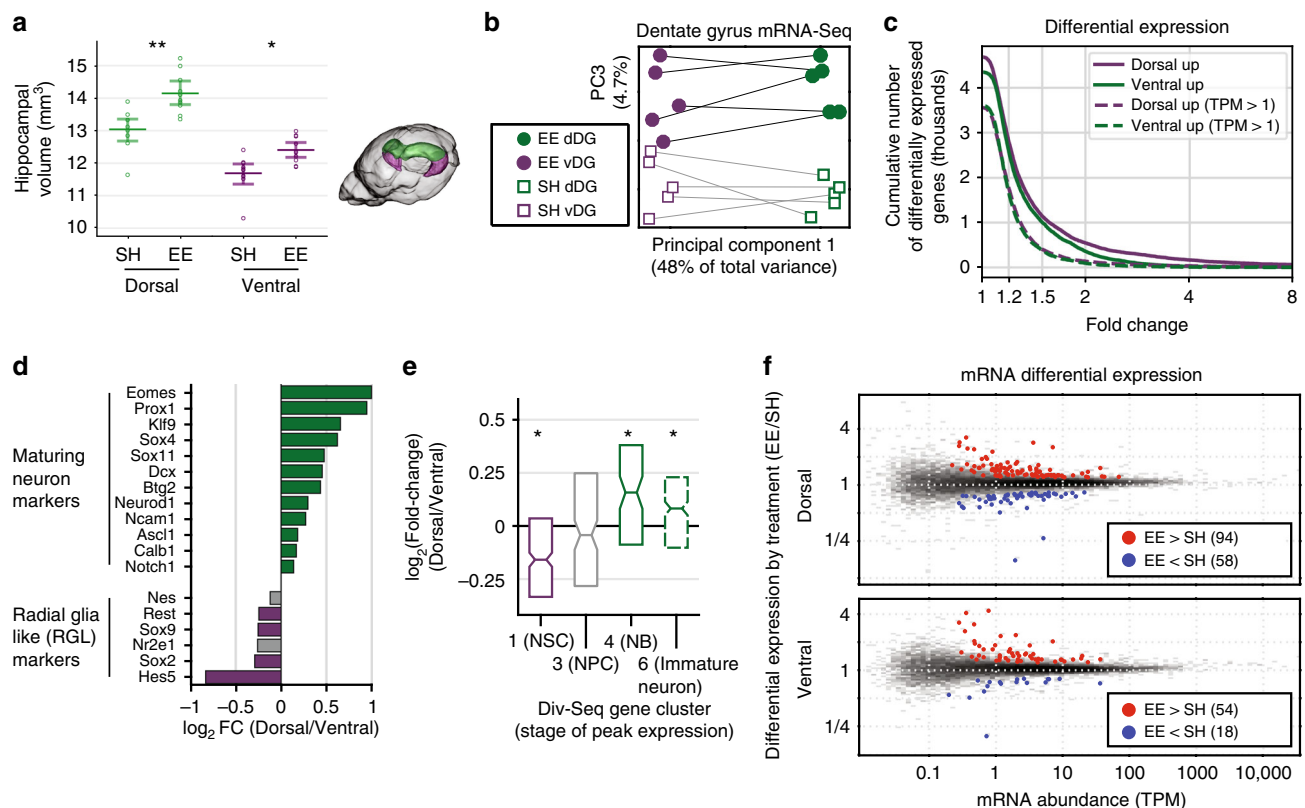 a
** *
Hippocampal
volume (mm³)
15
14
13
12
11
10
SH EE SH EE
Dorsal Ventral
b
Dentate gyrus mRNA-Seq
PC3
(4.7%)
EE dDG
EE vDG
SH dDG
SH vDG
Principal component 1
(48% of total variance)
c
Differential expression
Cumulative number
of differentially expressed
genes (thousands)
4
3
2
1
0
Dorsal up
Ventral up
Dorsal up (TPM > 1)
Ventral up (TPM > 1)
1 1.2 1.5 2 4 8
Fold change
d
Maturing
neuron
markers
Eomes
Prox1
Klf9
Sox4
Sox11
Dcx
Btg2
Neurod1
Ncam1
Ascl1
Calb1
Notch1
Radial glia
like (RGL)
markers
Nes
Rest
Sox9
Nr2e1
Sox2
Hes5
−1 −0.5 0 0.5 1
log₂ FC (Dorsal/Ventral)
e
log₂(Fold-change)
(Dorsal/Ventral)
0.5
0.25
0
−0.25
* * *
1 (NSC) 4 (NB)
3 (NPC) 6 (Immature
neuron)
Div-Seq gene cluster
(stage of peak expression)
f
mRNA differential expression
Differential expression by treatment (EE/SH)
Dorsal
4
1
1/4
EE > SH (94)
EE < SH (58)
Ventral
4
1
1/4
EE > SH (54)
EE < SH (18)
0.1 1 10 100 1000 10,000
mRNA abundance (TPM)